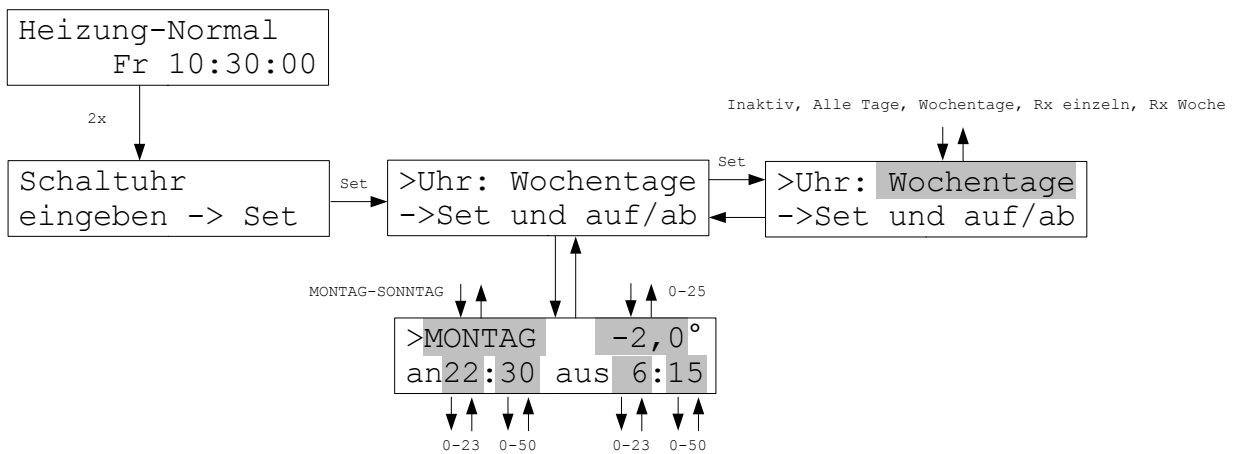 Heizung-Normal
Fr 10:30:00
2x
Inaktiv, Alle Tage, Wochentage, Rx einzeln, Rx Woche
Schaltuhr
eingeben -> Set
Set
>Uhr: Wochentage
->Set und auf/ab
Set
>Uhr: Wochentage
->Set und auf/ab
MONTAG-SONNTAG
0-25
>MONTAG -2,0°
an22:30 aus 6:15
0-23 0-50 0-23 0-50